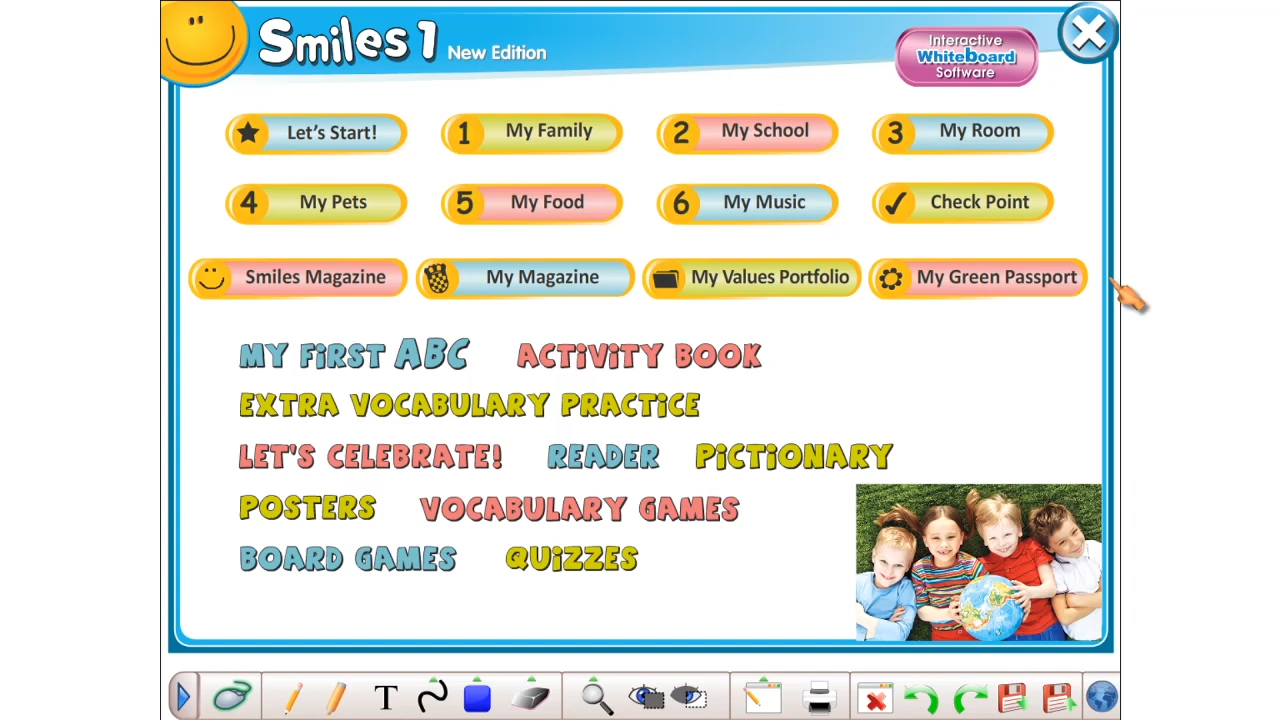 Smiles 1 New Edition
Interactive
Whiteboard
Software
Let's Start!
1 My Family
2 My School
3 My Room
4 My Pets
5 My Food
6 My Music
Check Point
Smiles Magazine
My Magazine
My Values Portfolio
My Green Passport
MY FiRST ABC
ACTiViTY BOOK
EXTRA VOCABULARY PRACTiCE
LET'S CELEBRATE!
READER
PiCTiONARY
POSTERS
VOCABULARY GAMES
BOARD GAMES
QUiZZES
T